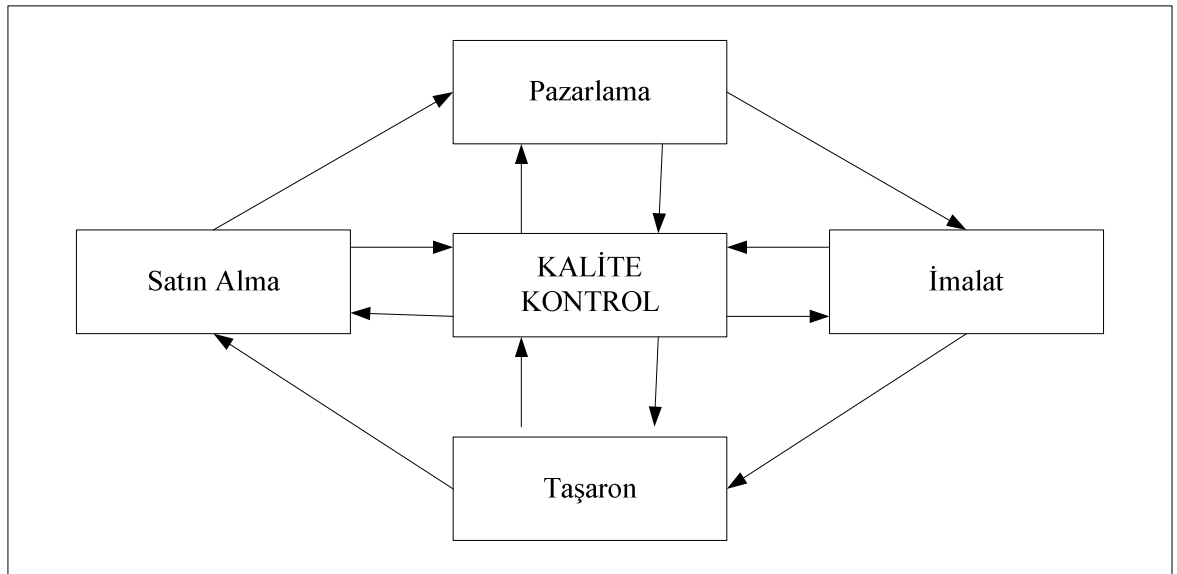 Pazarlama
Satın Alma
KALİTE
KONTROL
İmalat
Taşaron